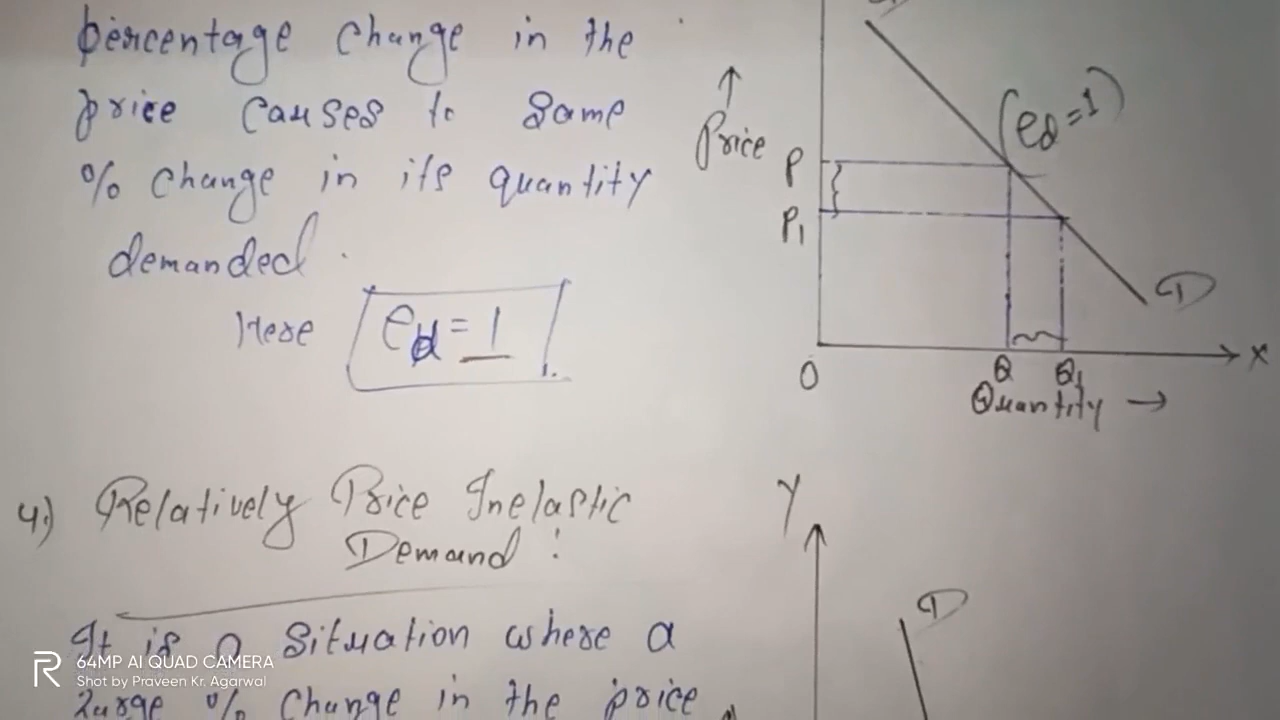 percentage change in the
price causes to same
% change in its quantity
demanded.
Here ed = 1
↑
Price
P
P1
(ed = 1)
D
O
Q Q1
X
Quantity →
4.) Relatively Price Inelastic
Demand :
It is a situation where a
Large % change in the price
Y
D
64MP AI QUAD CAMERA
Shot by Praveen Kr. Agarwal